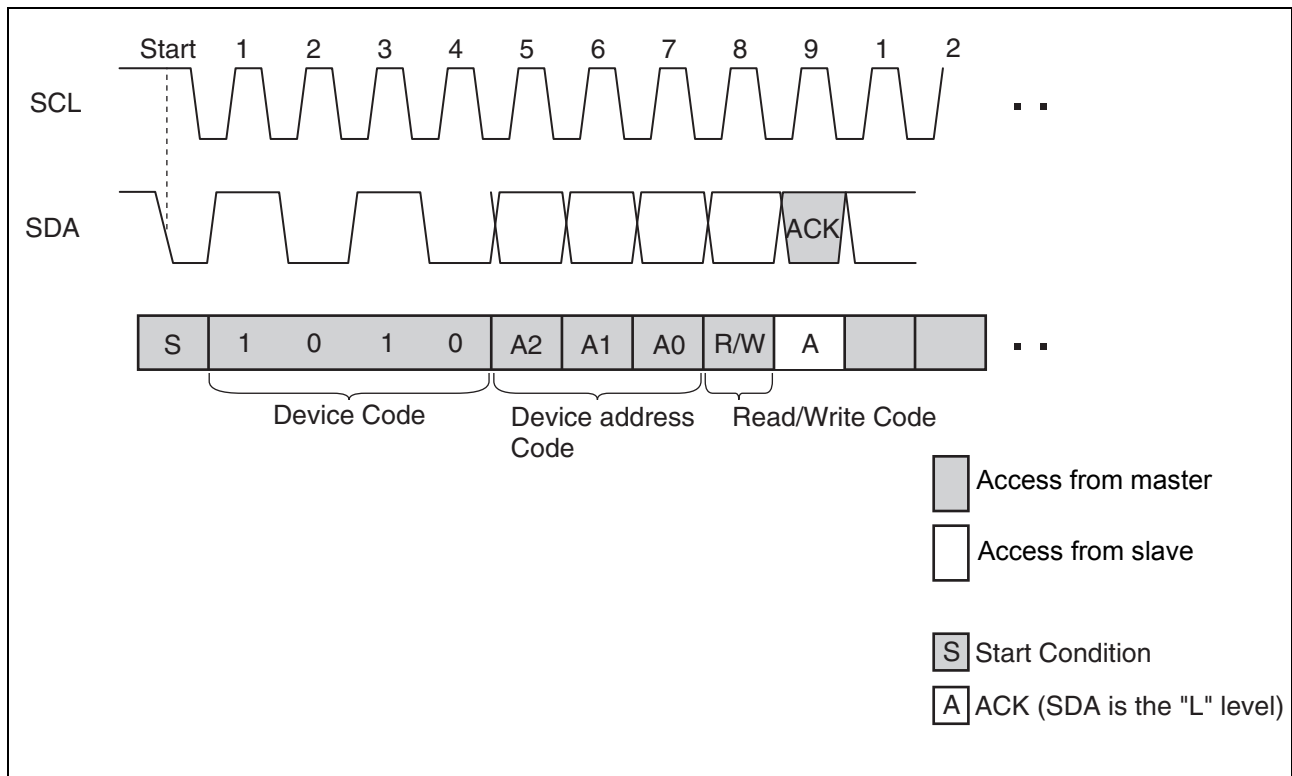 Start 1 2 3 4 5 6 7 8 9 1 2
SCL
SDA
ACK
S 1 0 1 0 A2 A1 A0 R/W A
Device Code
Device address
Code
Read/Write Code
Access from master
Access from slave
S Start Condition
A ACK (SDA is the "L" level)